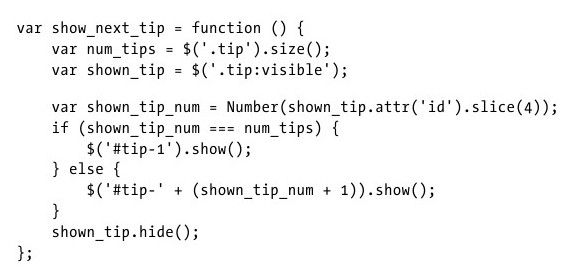 var show_next_tip = function () {
    var num_tips = $('.tip').size();
    var shown_tip = $('.tip:visible');

    var shown_tip_num = Number(shown_tip.attr('id').slice(4));
    if (shown_tip_num === num_tips) {
        $('#tip-1').show();
    } else {
        $('#tip-' + (shown_tip_num + 1)).show();
    }
    shown_tip.hide();
};